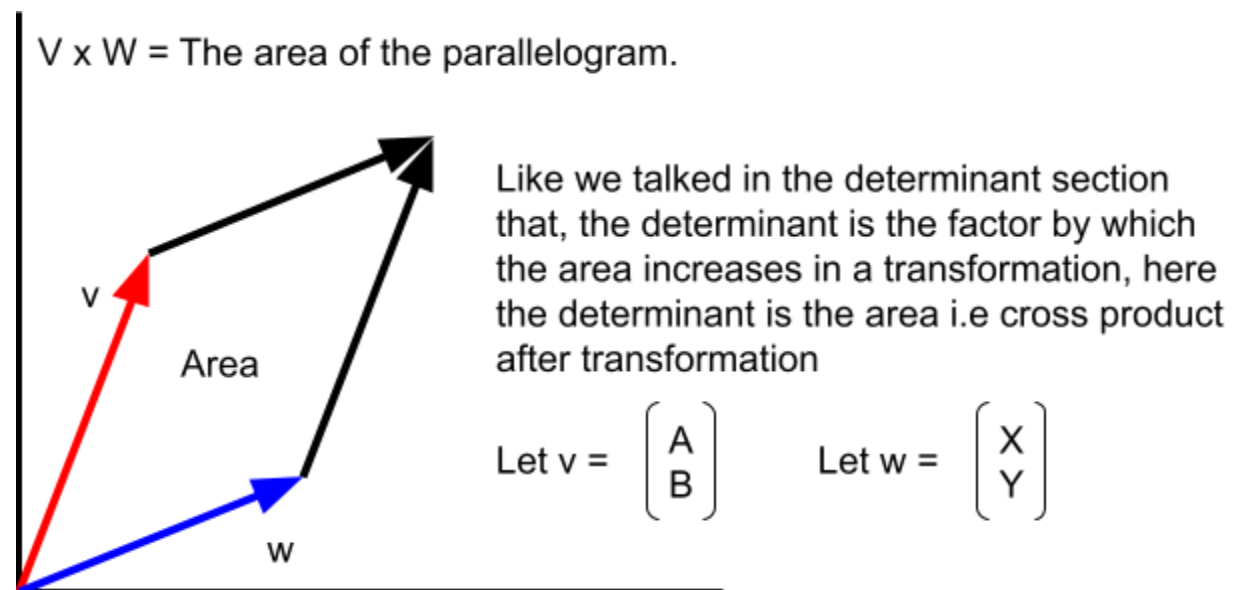 V x W = The area of the parallelogram.
Like we talked in the determinant section
that, the determinant is the factor by which
the area increases in a transformation, here
the determinant is the area i.e cross product
after transformation
v
Area
w
Let v = (A B)
Let w = (X Y)